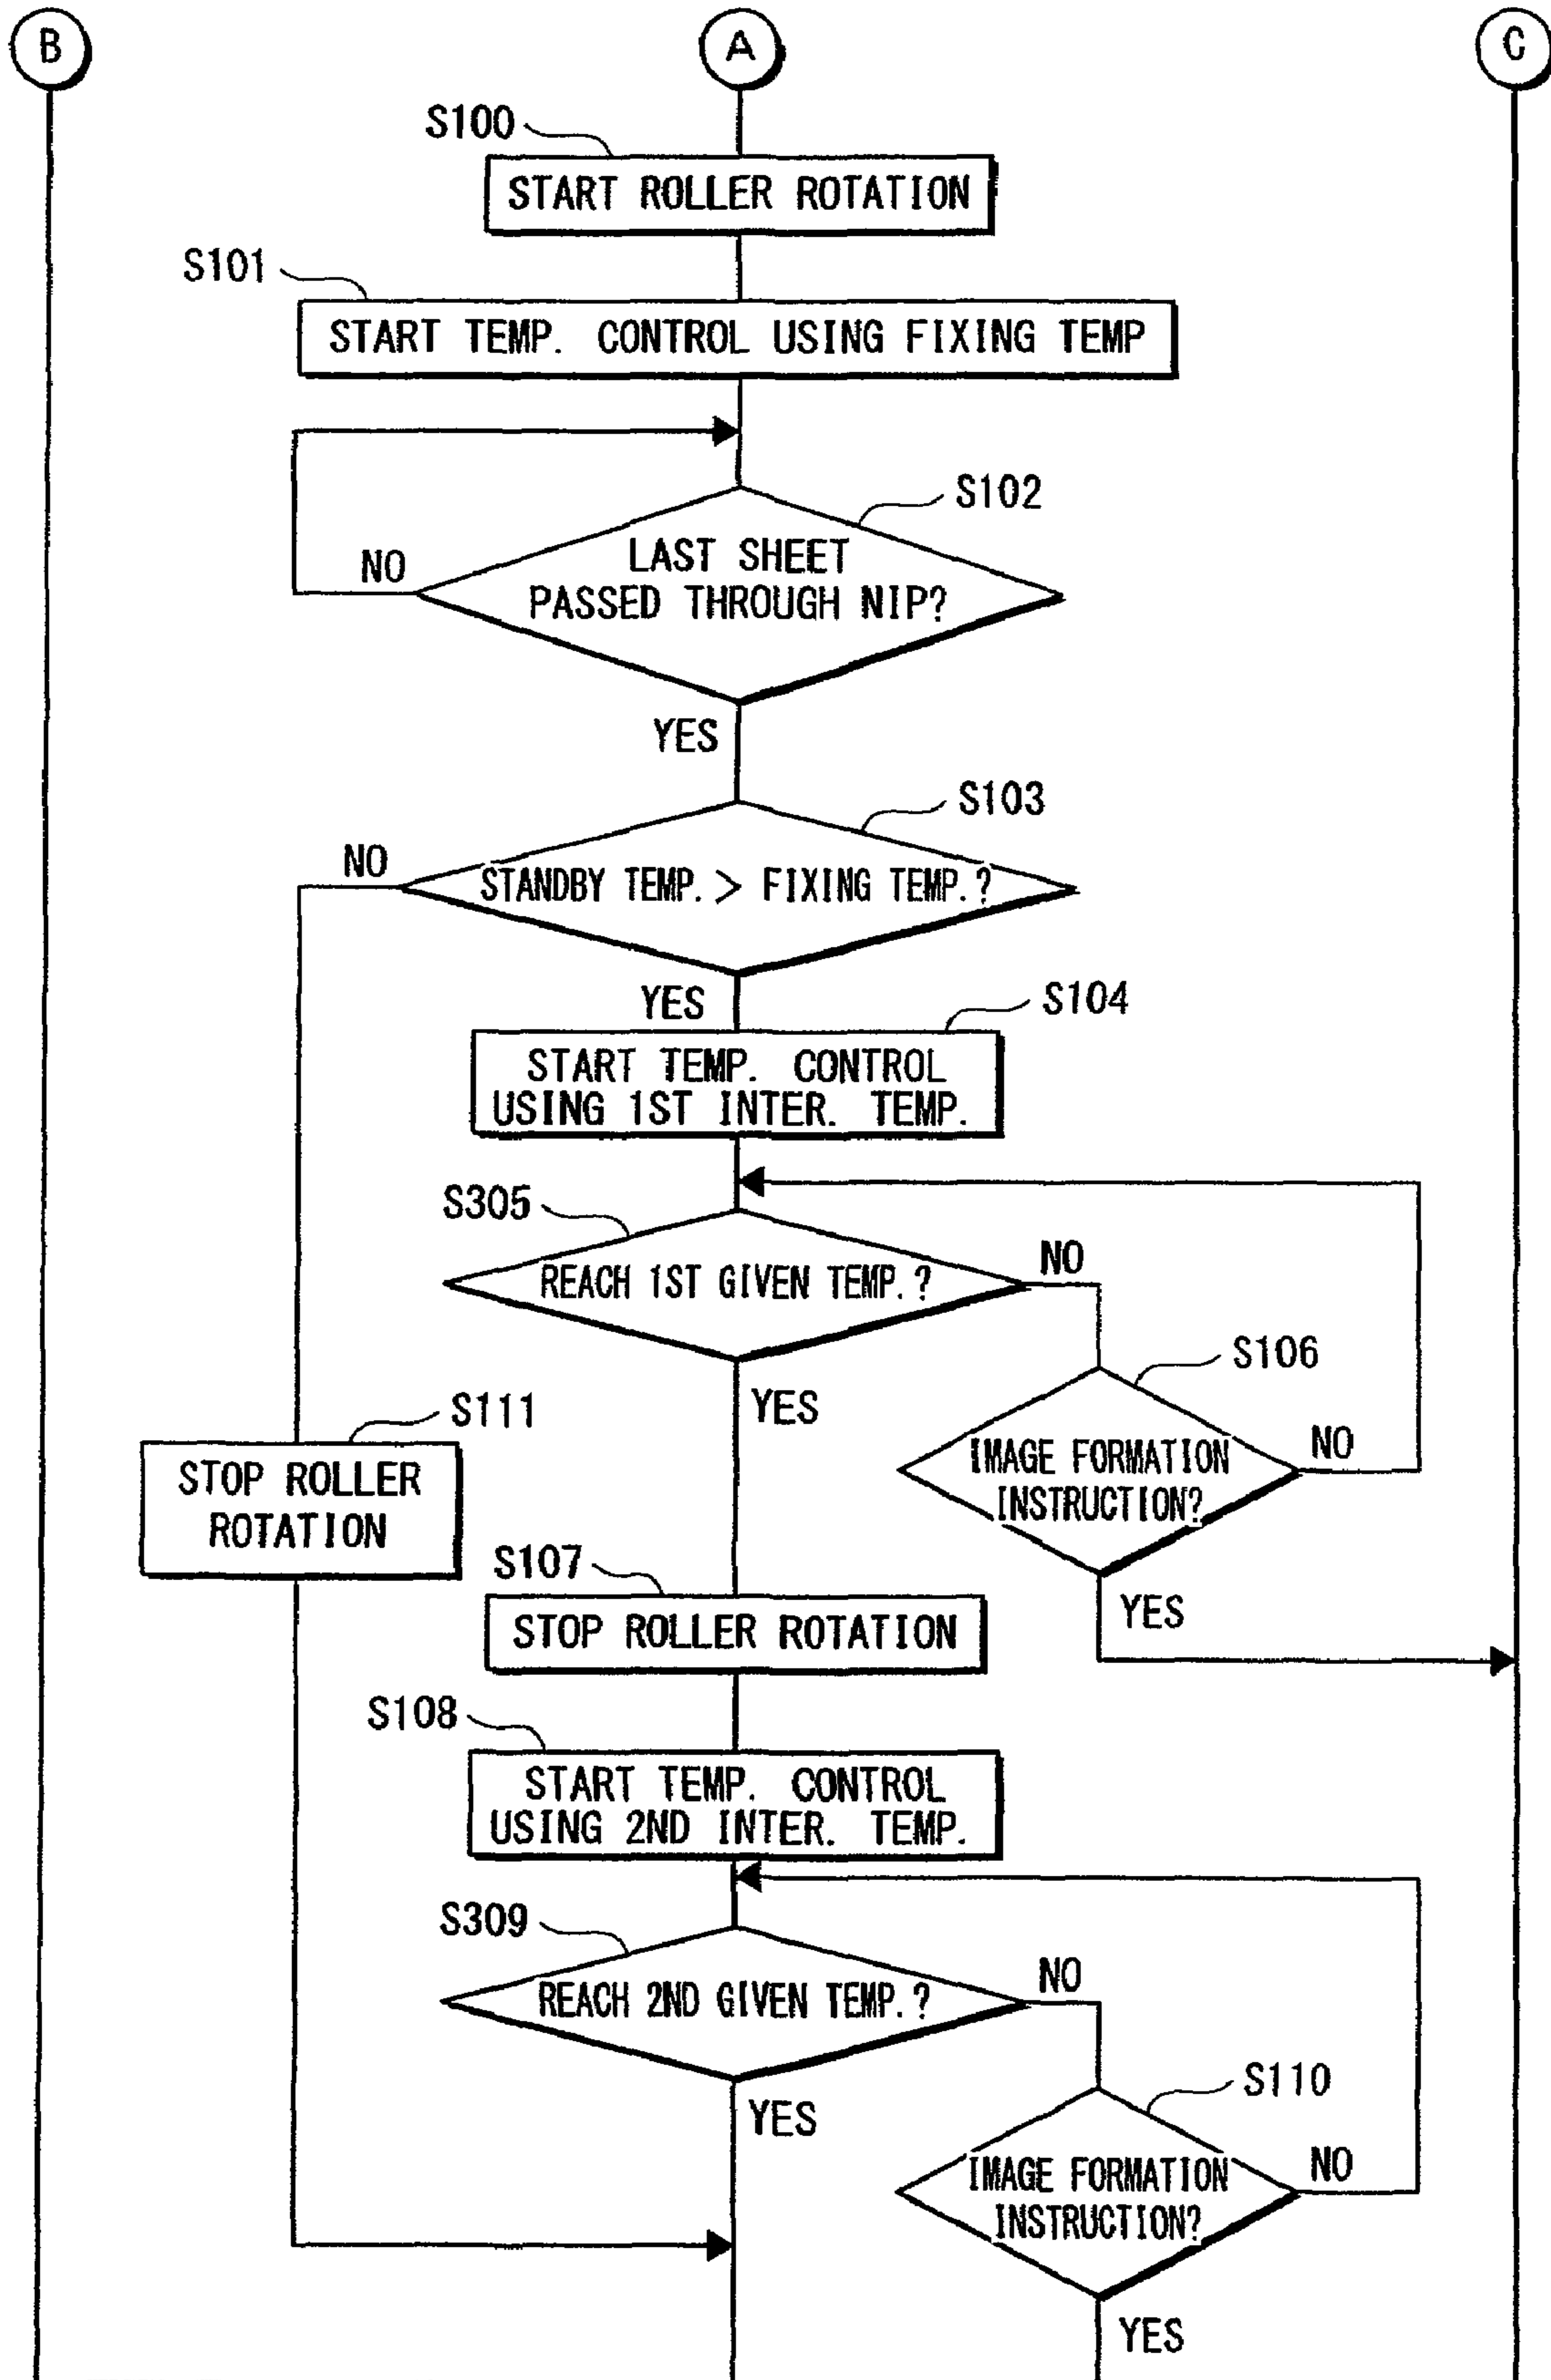 B
A
C
S100
START ROLLER ROTATION
S101
START TEMP. CONTROL USING FIXING TEMP
S102
LAST SHEET
PASSED THROUGH NIP?
NO
YES
S103
NO
STANDBY TEMP. > FIXING TEMP.?
YES
S104
START TEMP. CONTROL
USING 1ST INTER. TEMP.
S305
REACH 1ST GIVEN TEMP.?
NO
S106
YES
S111
IMAGE FORMATION
INSTRUCTION?
NO
STOP ROLLER
ROTATION
S107
YES
STOP ROLLER ROTATION
S108
START TEMP. CONTROL
USING 2ND INTER. TEMP.
S309
REACH 2ND GIVEN TEMP.?
NO
S110
YES
IMAGE FORMATION
INSTRUCTION?
NO
YES